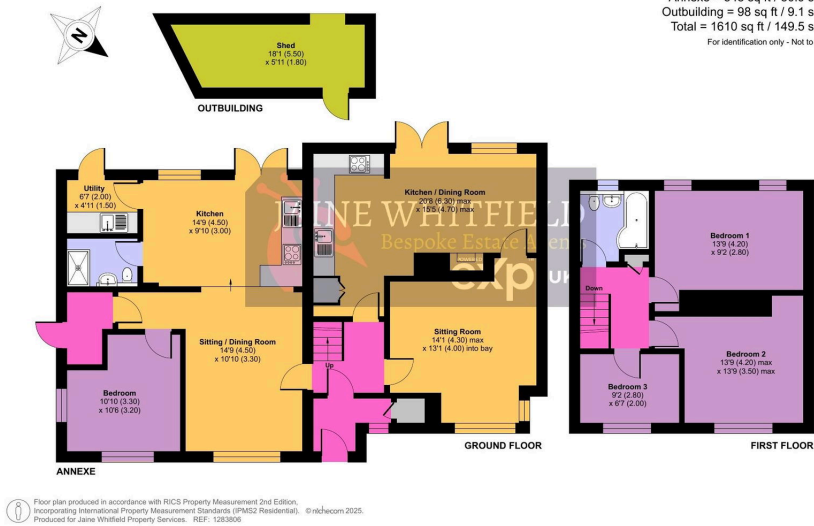 Outbuilding = 98 sq ft / 9.1 s
Total = 1610 sq ft / 149.5 s
For identification only - Not to
N
Shed
18'1 (5.50)
x 5'11 (1.80)
OUTBUILDING
Utility
6'7 (2.00)
x 4'11 (1.50)
Kitchen
14'9 (4.50)
x 9'10 (3.00)
Kitchen / Dining Room
20'8 (6.30) max
x 15'5 (4.70) max
JAINE WHITFIELD
Bespoke Estate Agen
exp UK
Bedroom 1
13'9 (4.20)
x 9'2 (2.80)
Down
Sitting / Dining Room
14'9 (4.50)
x 10'10 (3.30)
Sitting Room
14'1 (4.30) max
x 13'1 (4.00) into bay
Up
Bedroom
10'10 (3.30)
x 10'6 (3.20)
Bedroom 2
13'9 (4.20) max
x 13'9 (3.50) max
Bedroom 3
9'2 (2.80)
x 6'7 (2.00)
GROUND FLOOR
FIRST FLOOR
ANNEXE
Floor plan produced in accordance with RICS Property Measurement 2nd Edition,
Incorporating International Property Measurement Standards (IPMS2 Residential). © nichecom 2025.
Produced for Jaine Whitfield Property Services. REF: 1283806